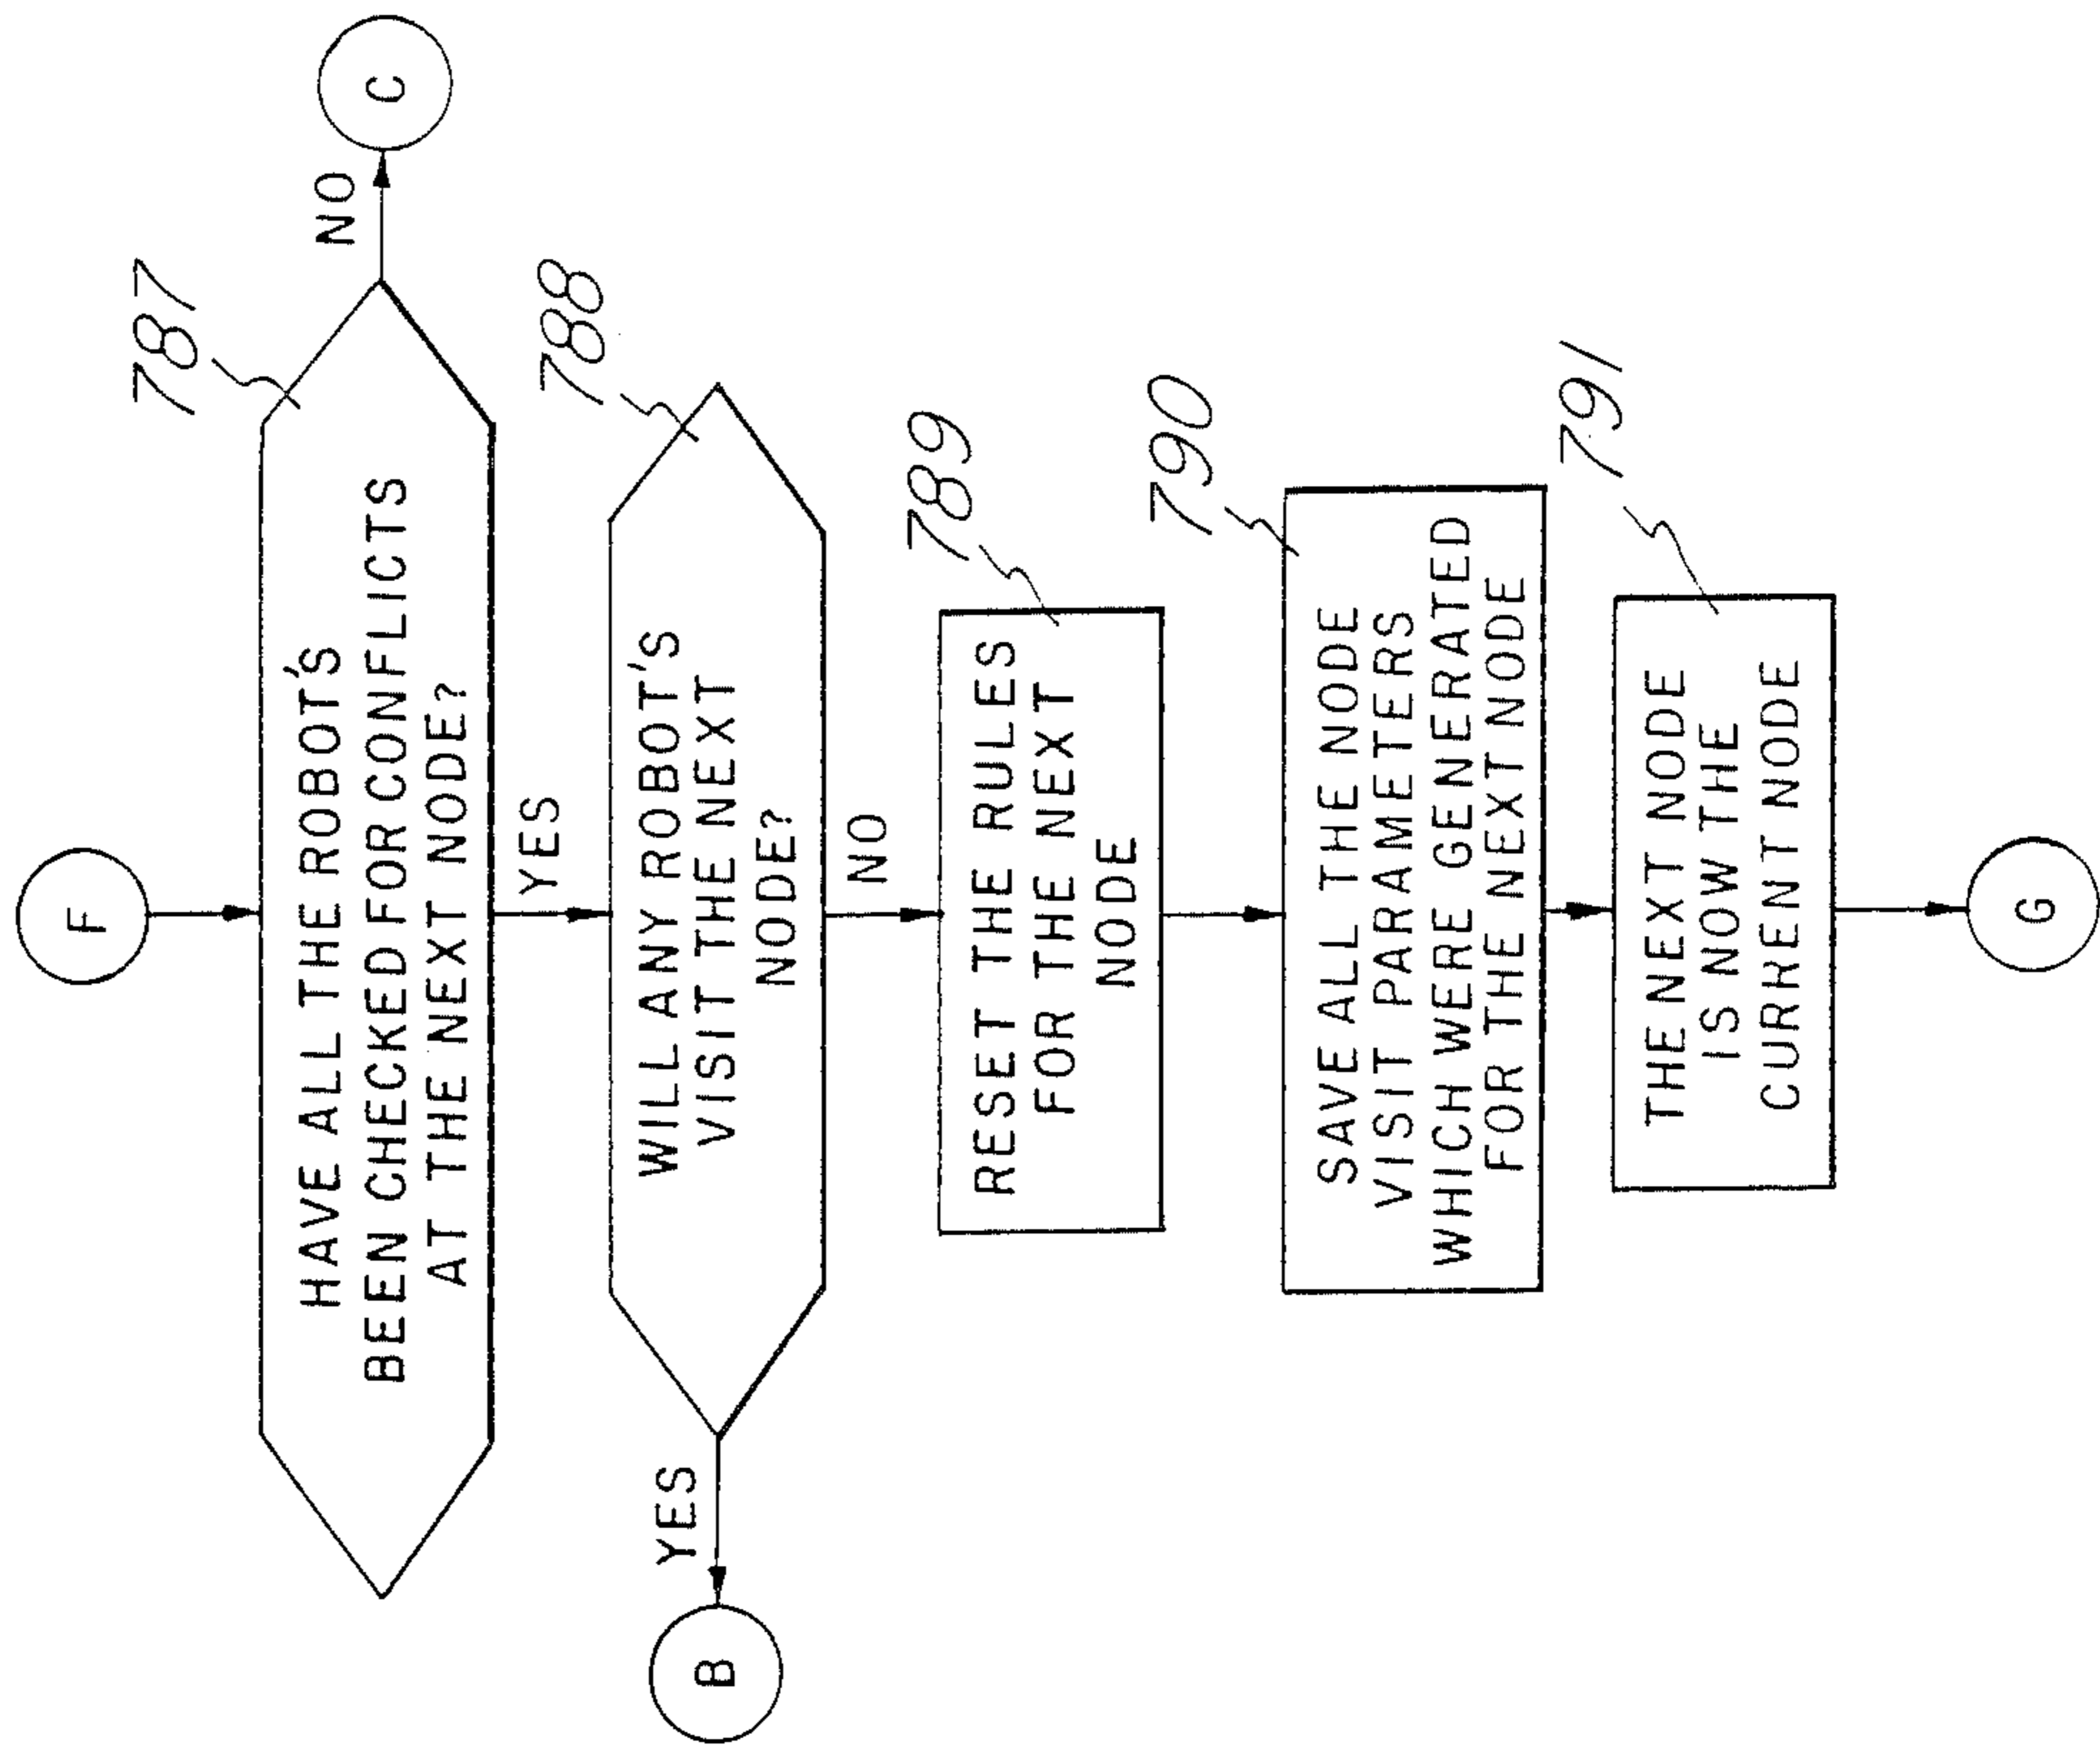 F
787
HAVE ALL THE ROBOT'S
BEEN CHECKED FOR CONFLICTS
AT THE NEXT NODE?
NO
C
YES
788
WILL ANY ROBOT'S
VISIT THE NEXT
NODE?
YES
B
NO
789
RESET THE RULES
FOR THE NEXT
NODE
790
SAVE ALL THE NODE
VISIT PARAMETERS
WHICH WERE GENERATED
FOR THE NEXT NODE
791
THE NEXT NODE
IS NOW THE
CURRENT NODE
G